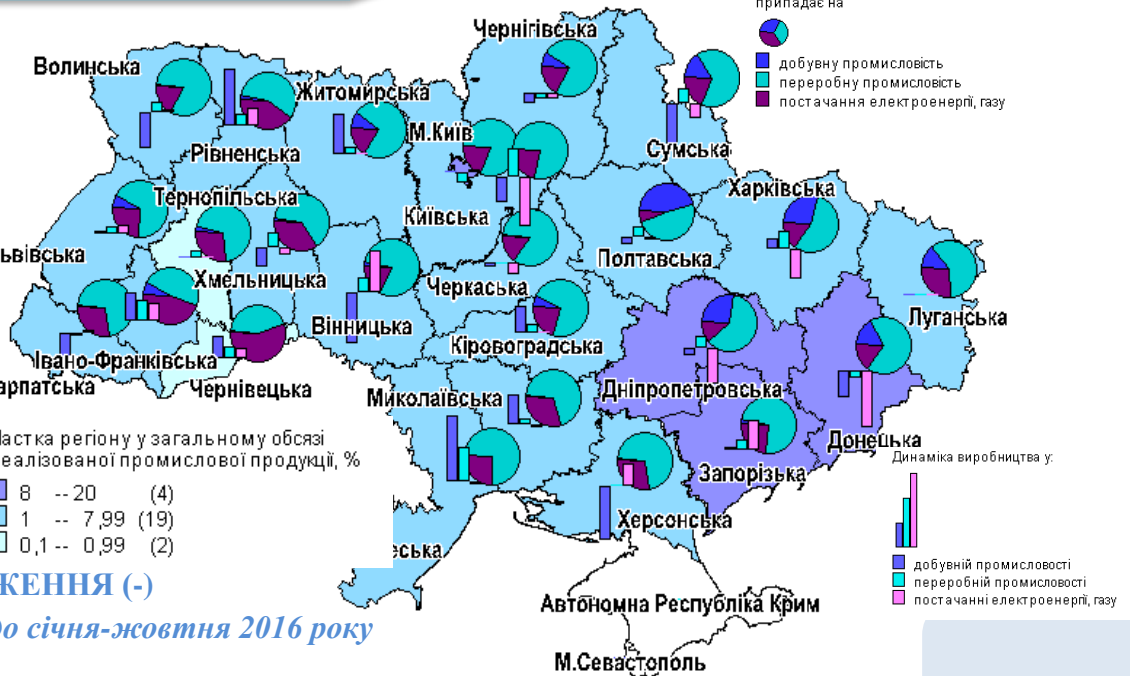 припадає на
добувну промисловість
переробну промисловість
постачання електроенергії, газу
Чернігівська
Волинська
Житомирська
М.Київ
Рівненська
Сумська
Тернопільська
Харківська
Київська
ьвівська
Хмельницька
Полтавська
Черкаська
Вінницька
Луганська
Кіровоградська
Івано-Франківська
арпатська
Чернівецька
Миколаївська
Дніпропетровська
Донецька
Запорізька
Херсонська
еська
Автономна Республіка Крим
М.Севастополь
Частка регіону у загальному обсязі
реалізованої промислової продукції, %
8 -- 20 (4)
1 -- 7,99 (19)
0,1 -- 0,99 (2)
ЖЕННЯ (-)
до січня-жовтня 2016 року
Динаміка виробництва у:
добувній промисловості
переробній промисловості
постачанні електроенергії, газу